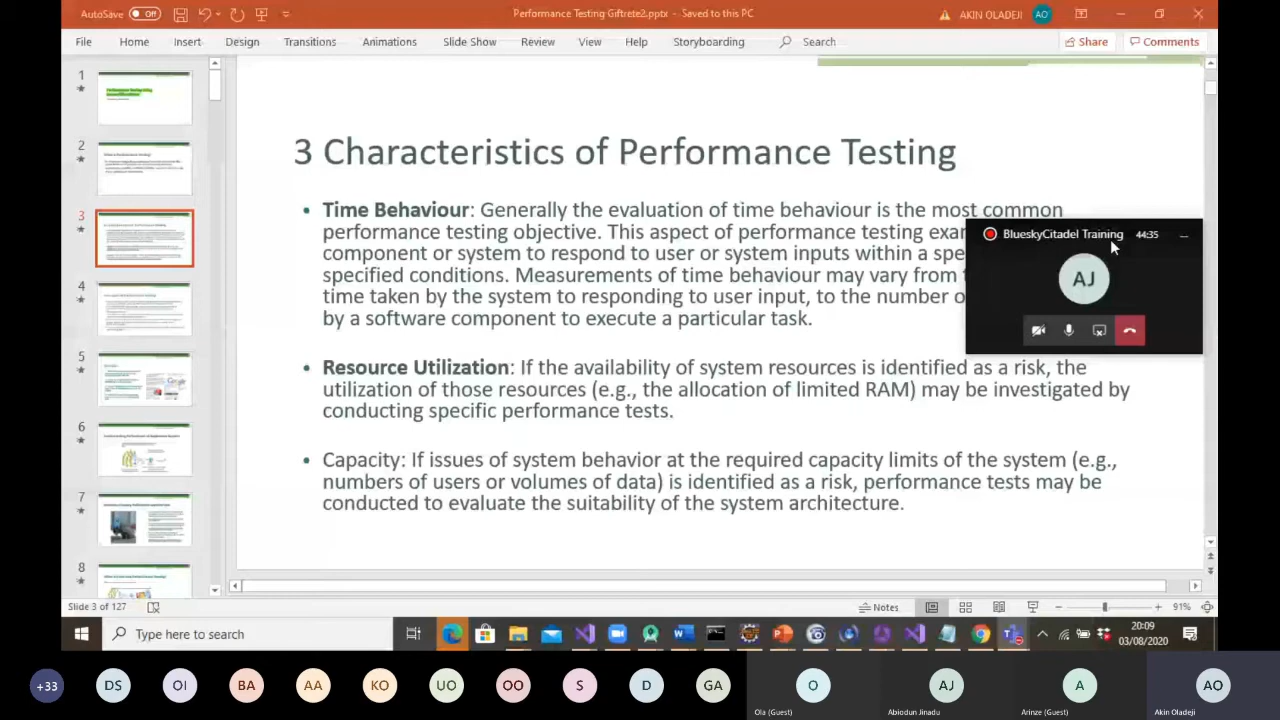 AutoSave Off
Performance Testing Giftrete2.pptx - Saved to this PC
AKIN OLADEJI AO
File Home Insert Design Transitions Animations Slide Show Review View Help Storyboarding Search Share Comments
1
2
3
4
5
6
7
8
3 Characteristics of Performance Testing
• Time Behaviour: Generally the evaluation of time behaviour is the most common
performance testing objective. This aspect of performance testing exa
component or system to respond to user or system inputs within a spe
specified conditions. Measurements of time behaviour may vary from
time taken by the system to responding to user input, to the number o
by a software component to execute a particular task.
BlueskyCitadel Training 44:35
AJ
• Resource Utilization: If the availability of system resources is identified as a risk, the
utilization of those resources (e.g., the allocation of limited RAM) may be investigated by
conducting specific performance tests.
• Capacity: If issues of system behavior at the required capacity limits of the system (e.g.,
numbers of users or volumes of data) is identified as a risk, performance tests may be
conducted to evaluate the suitability of the system architecture.
Slide 3 of 127
Notes
91%
Type here to search
20:09
03/08/2020
+33 DS OI BA AA KO UO OO S D GA O AJ A AO
Ola (Guest) Abiodun Jinadu Arinze (Guest) Akin Oladeji